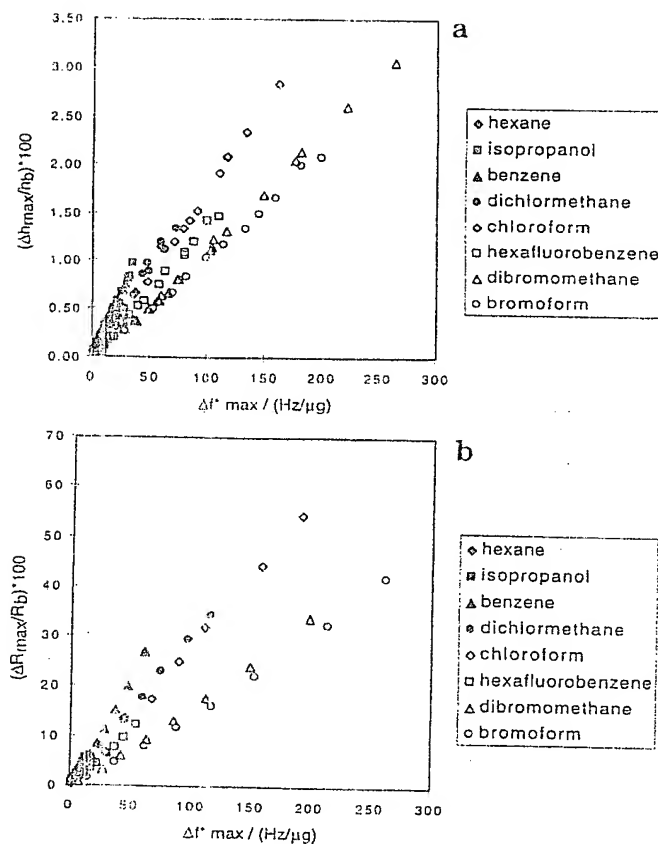 a
3.50
3.00
2.50
2.00
1.50
1.00
0.50
0.00
(Δhmax/hb)*100
0 50 100 150 200 250 300
Δf* max / (Hz/µg)
hexane
isopropanol
benzene
dichlormethane
chloroform
hexafluorobenzene
dibromomethane
bromoform
b
70
60
50
40
30
20
10
0
(ΔRmax/Rb)*100
0 50 100 150 200 250 300
Δf* max / (Hz/µg)
hexane
isopropanol
benzene
dichlormethane
chloroform
hexafluorobenzene
dibromomethane
bromoform